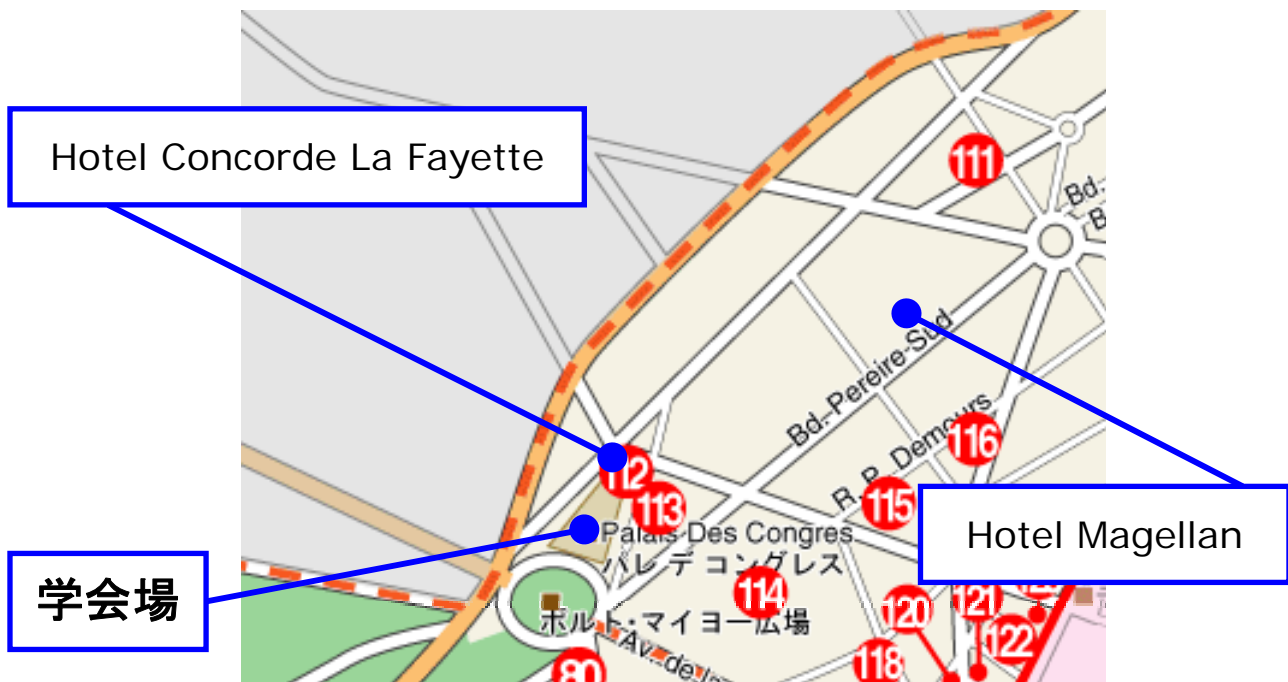 Hotel Concorde La Fayette
111
Bd.
B
Bd. Pereire-Sud
R. P. Demours
116
112
113
115
Hotel Magellan
Palais Des Congres
パレ デ コングレス
学会場
114
ポルト・マイヨー広場
120
121
122
Av. de
118
80